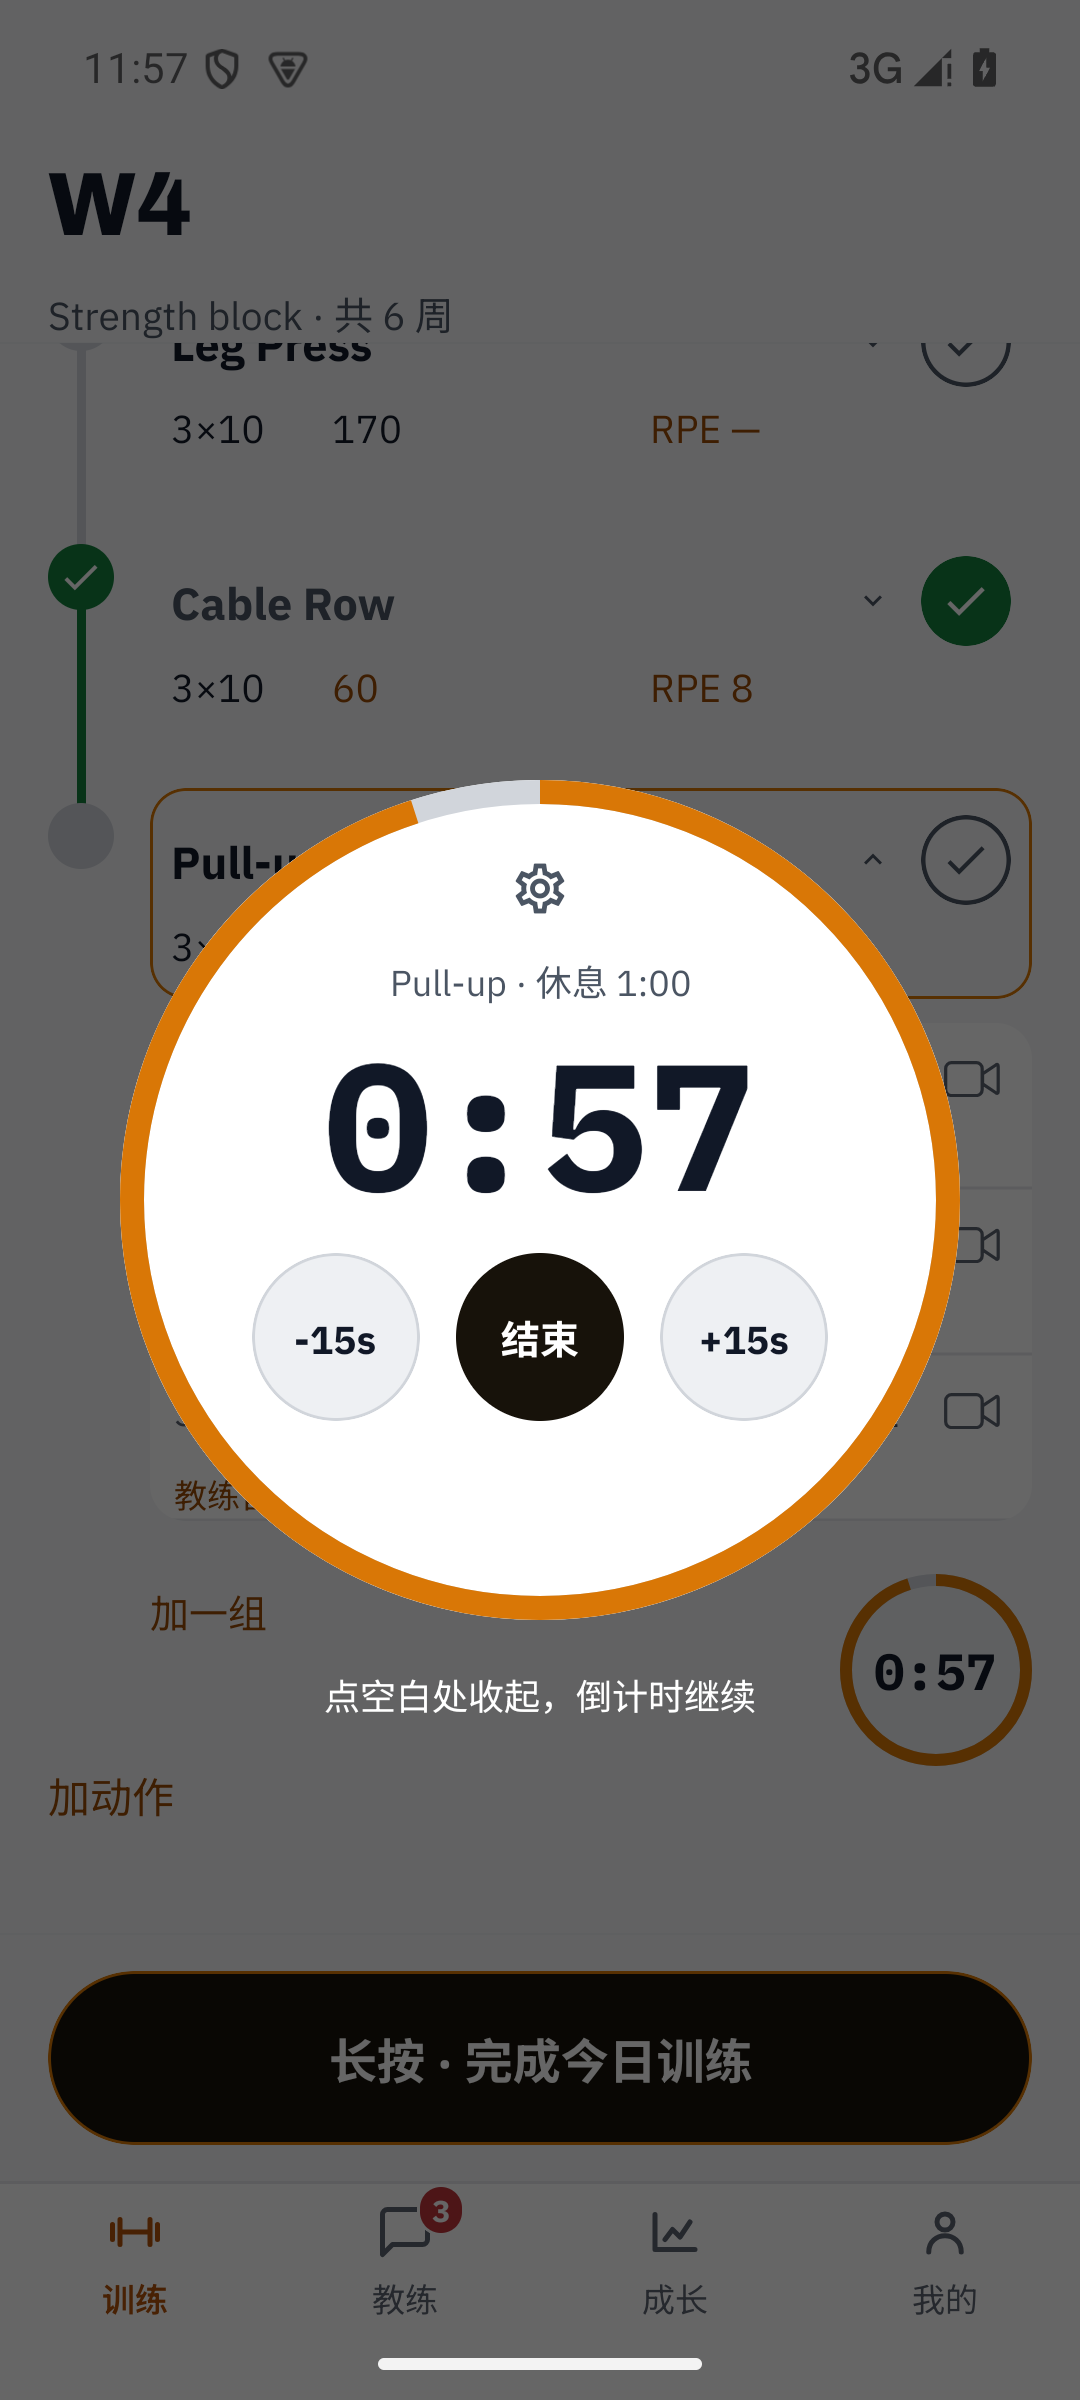 11:57
3G
W4
Strength block · 共 6 周
Leg Press
3×10 170 RPE —
Cable Row
3×10 60 RPE 8
Pull-u
3×
Pull-up · 休息 1:00
0:57
-15s 结束 +15s
教练
加一组
0:57
点空白处收起，倒计时继续
加动作
长按 · 完成今日训练
3
训练 教练 成长 我的